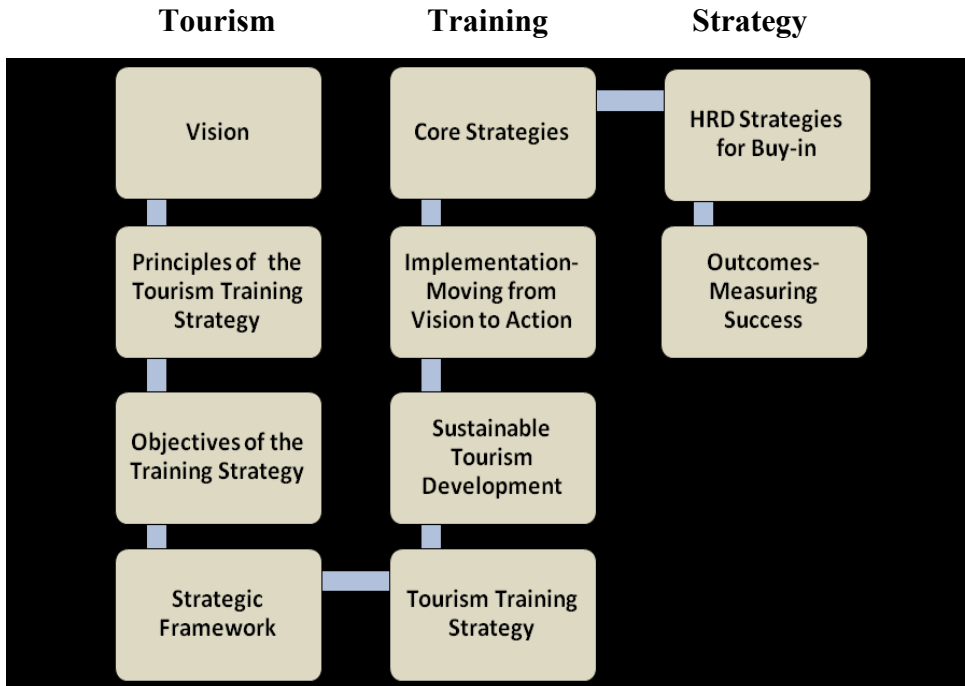 Tourism Training Strategy
Vision
Principles of the
Tourism Training
Strategy
Objectives of the
Training Strategy
Strategic
Framework
Core Strategies
Implementation-
Moving from
Vision to Action
Sustainable
Tourism
Development
Tourism Training
Strategy
HRD Strategies
for Buy-in
Outcomes-
Measuring
Success